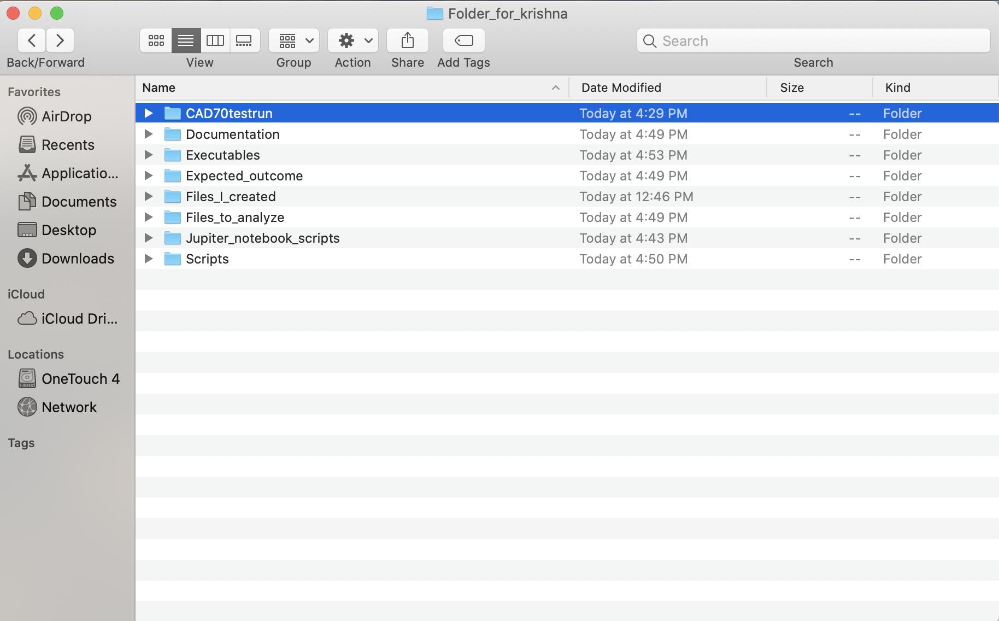 Folder_for_krishna
Search
Back/Forward View Group Action Share Add Tags Search
Favorites
AirDrop
Recents
Applicatio...
Documents
Desktop
Downloads
iCloud
iCloud Dri...
Locations
OneTouch 4
Network
Tags
Name Date Modified Size Kind
CAD70testrun Today at 4:29 PM -- Folder
Documentation Today at 4:49 PM -- Folder
Executables Today at 4:53 PM -- Folder
Expected_outcome Today at 4:49 PM -- Folder
Files_I_created Today at 12:46 PM -- Folder
Files_to_analyze Today at 4:49 PM -- Folder
Jupiter_notebook_scripts Today at 4:43 PM -- Folder
Scripts Today at 4:50 PM -- Folder